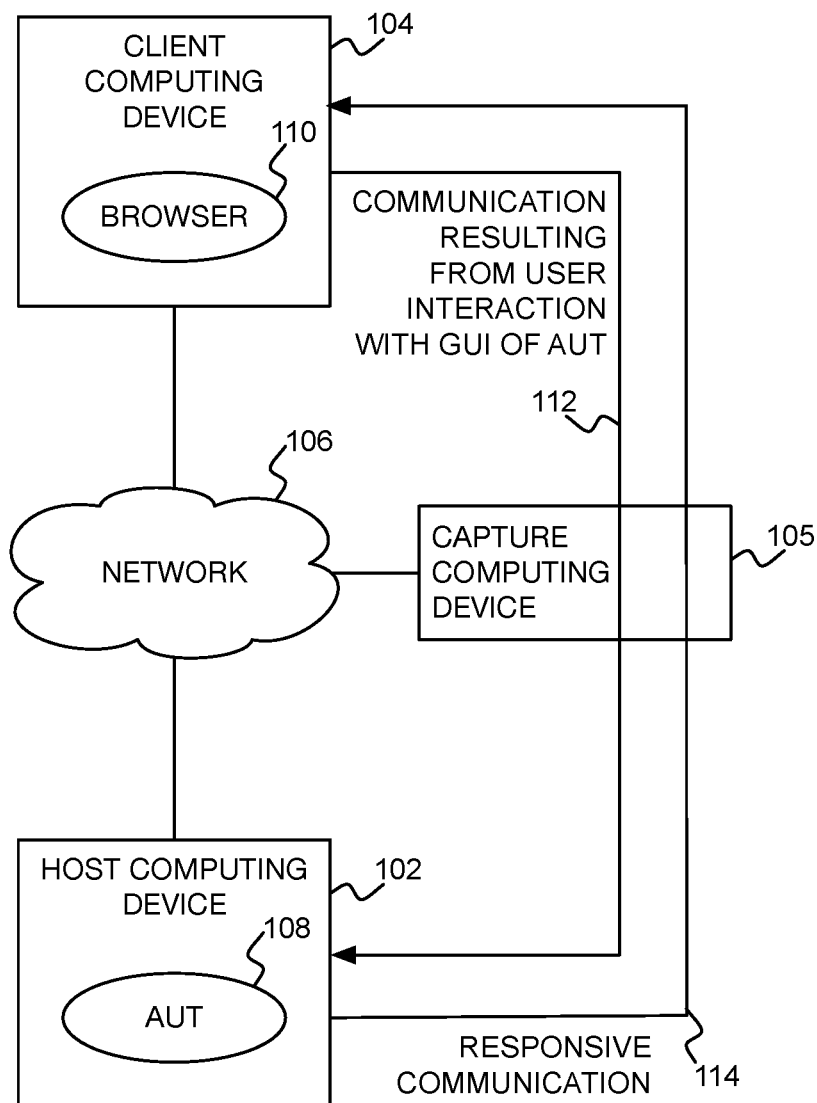 104
CLIENT
COMPUTING
DEVICE
110
BROWSER
COMMUNICATION
RESULTING
FROM USER
INTERACTION
WITH GUI OF AUT
112
106
NETWORK
CAPTURE
COMPUTING
DEVICE
105
HOST COMPUTING
DEVICE
102
108
AUT
RESPONSIVE
COMMUNICATION
114